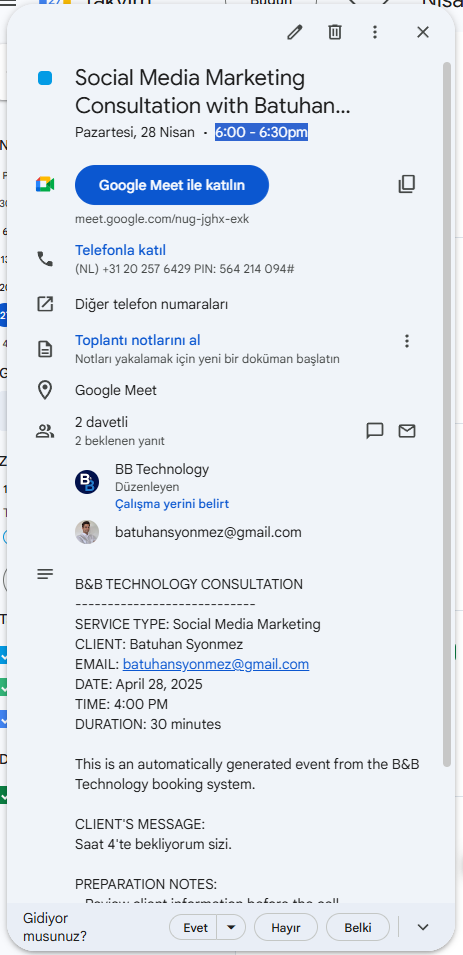 Takvim
Bugün
Nisa
Social Media Marketing
Consultation with Batuhan...
Pazartesi, 28 Nisan · 6:00 - 6:30pm
Google Meet ile katılın
meet.google.com/nug-jghx-exk
Telefonla katıl
(NL) +31 20 257 6429 PIN: 564 214 094#
Diğer telefon numaraları
Toplantı notlarını al
Notları yakalamak için yeni bir doküman başlatın
Google Meet
2 davetli
2 beklenen yanıt
BB Technology
Düzenleyen
Çalışma yerini belirt
batuhansyonmez@gmail.com
B&B TECHNOLOGY CONSULTATION
----------------------------
SERVICE TYPE: Social Media Marketing
CLIENT: Batuhan Syonmez
EMAIL: batuhansyonmez@gmail.com
DATE: April 28, 2025
TIME: 4:00 PM
DURATION: 30 minutes
This is an automatically generated event from the B&B
Technology booking system.
CLIENT'S MESSAGE:
Saat 4'te bekliyorum sizi.
PREPARATION NOTES:
- Review client information before the call
Gidiyor
musunuz?
Evet
Hayır
Belki